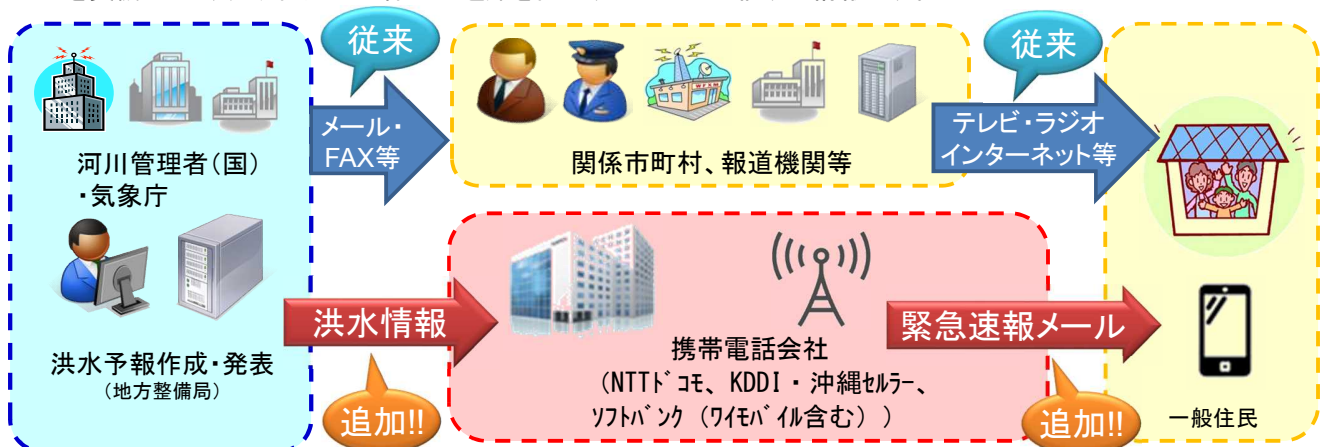 従来
従来
メール・
FAX等
テレビ・ラジオ
インターネット等
河川管理者(国)
・気象庁
関係市町村、報道機関等
洪水情報
緊急速報メール
洪水予報作成・発表
(地方整備局)
携帯電話会社
(NTTﾄﾞｺﾓ、KDDI・沖縄ｾﾙﾗｰ、
ｿﾌﾄﾊﾞﾝｸ(ﾜｲﾓﾊﾞｲﾙ含む))
追加!!
追加!!
一般住民